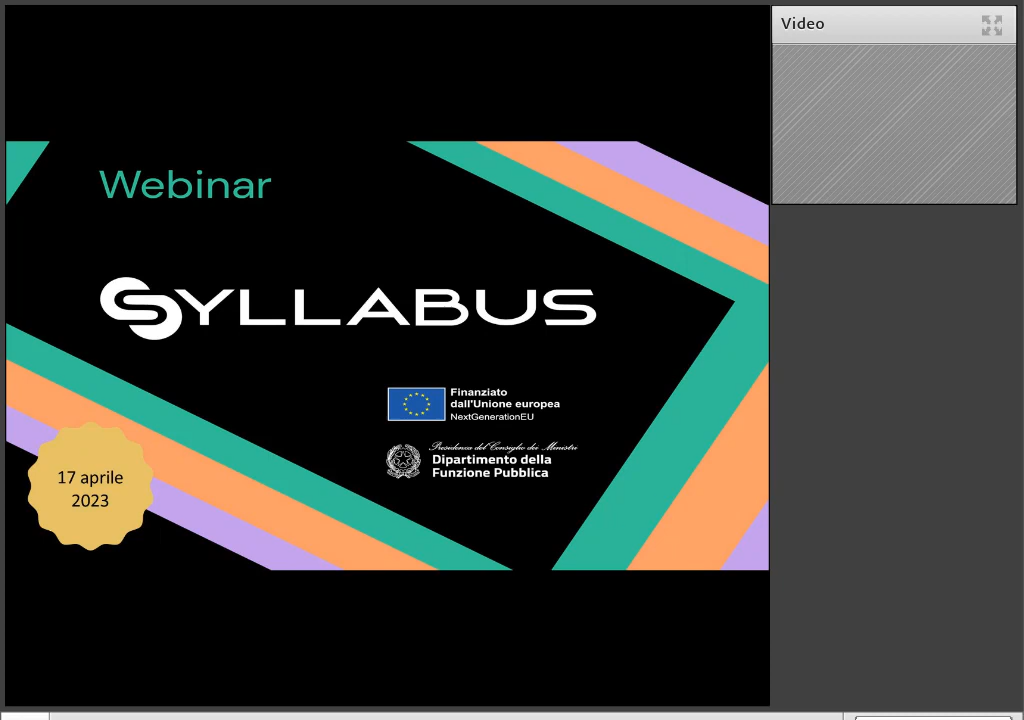 Video
Webinar
SYLLABUS
Finanziato
dall'Unione europea
NextGenerationEU
Presidenza del Consiglio dei Ministri
Dipartimento della
Funzione Pubblica
17 aprile
2023